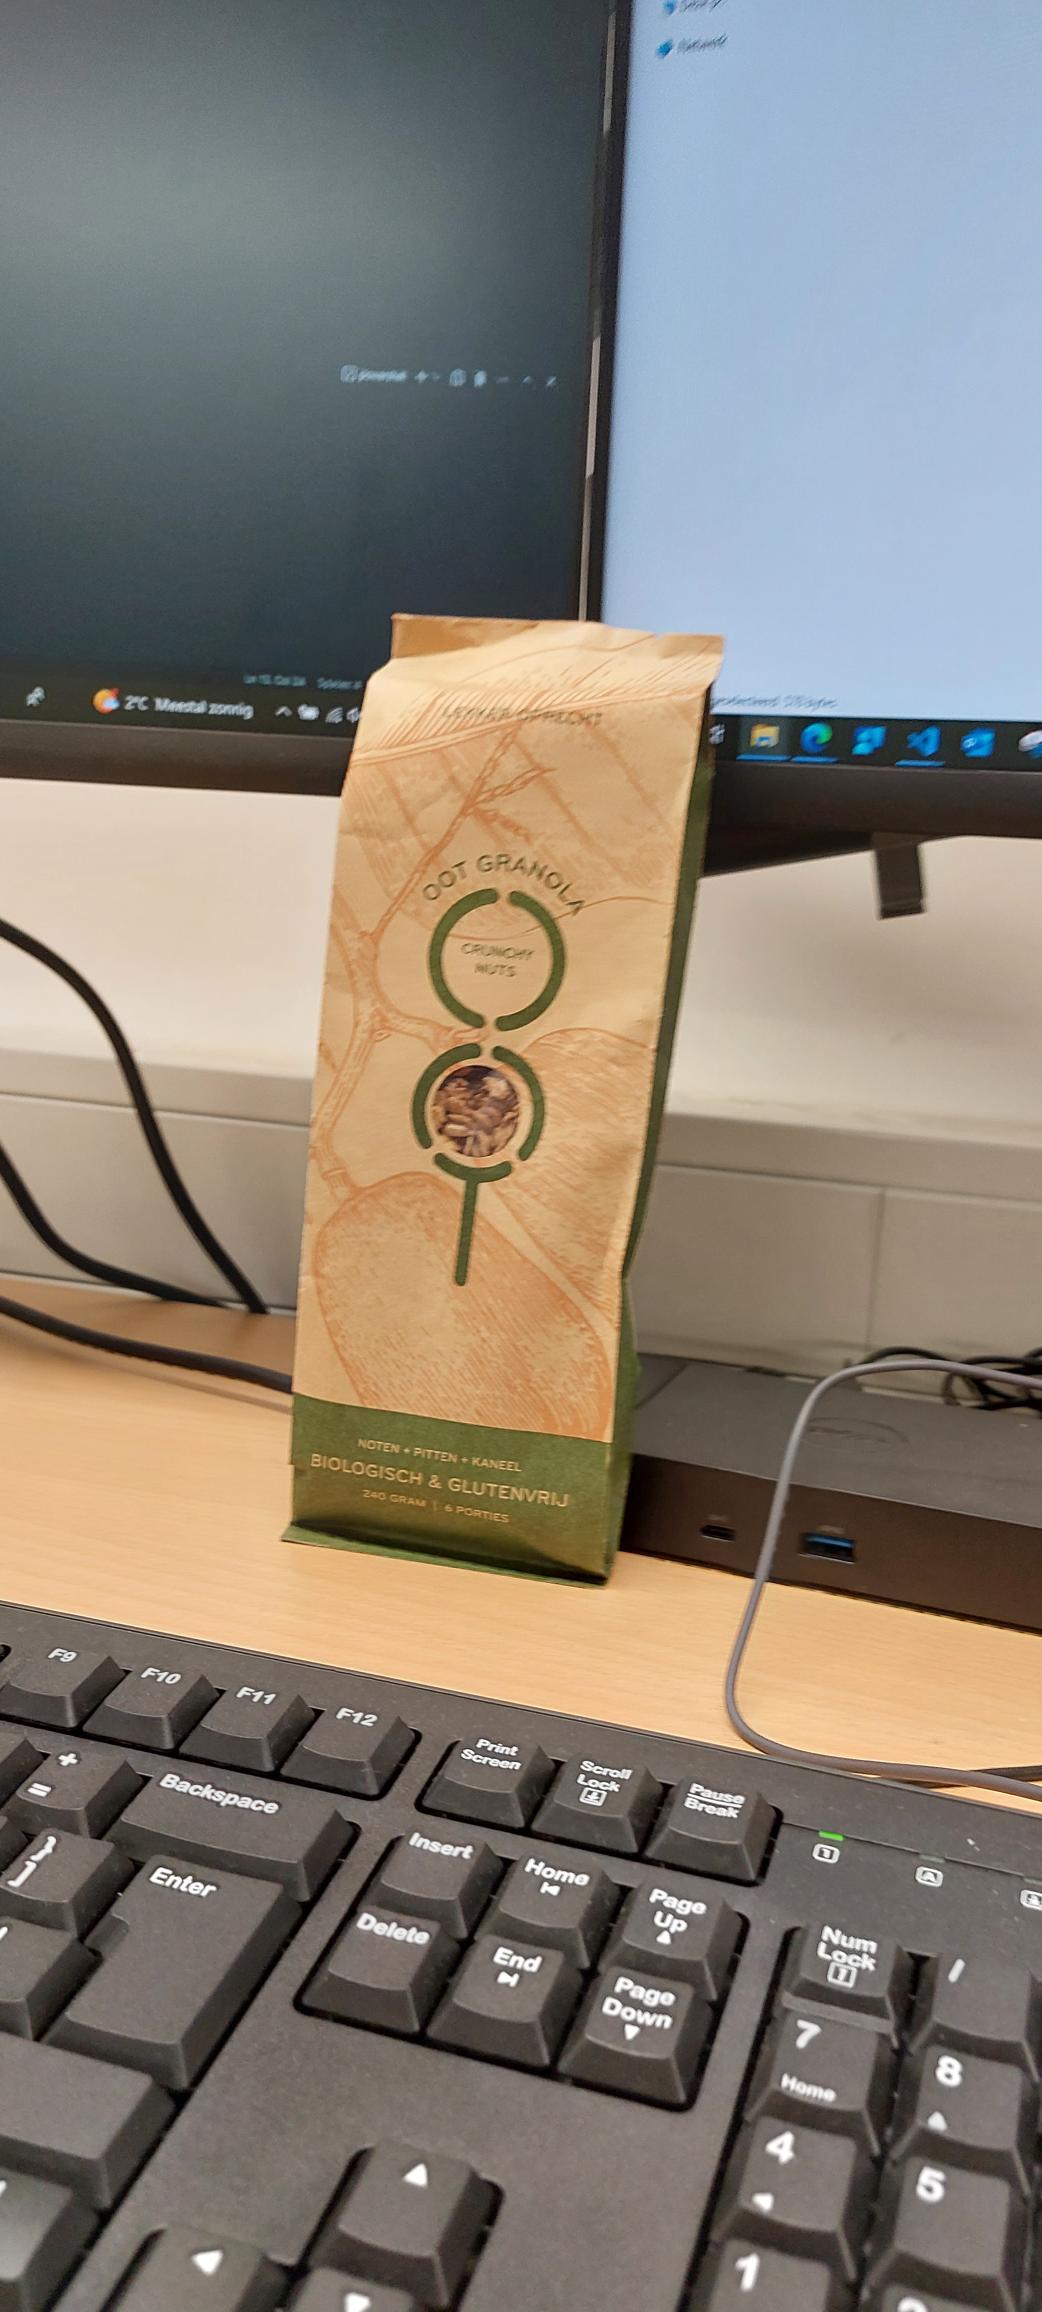 2°C Meestal zonnig
LEKKER OPRECHT
OOT GRANOLA
CRUNCHY
NUTS
NOTEN + PITTEN + KANEEL
BIOLOGISCH & GLUTENVRIJ
240 GRAM | 6 PORTIES
F9
F10
F11
F12
Print
Screen
Scroll
Lock
Pause
Break
+
=
Backspace
Insert
Home
Page
Up
}
]
Enter
Delete
End
Page
Down
Num
Lock
/
7
Home
8
4
5
1